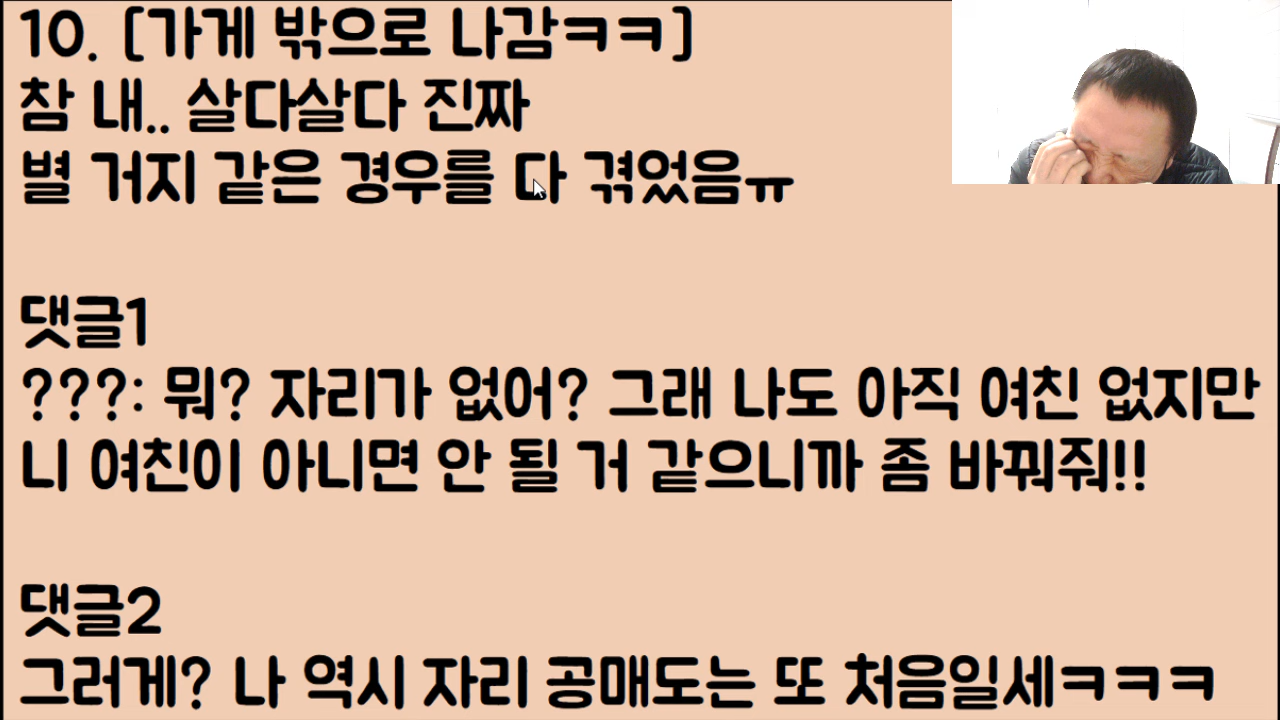 10. [가게 밖으로 나감ㅋㅋ]
참 내.. 살다살다 진짜
별 거지 같은 경우를 다 겪었음ㅠ
댓글1
???: 뭐? 자리가 없어? 그래 나도 아직 여친 없지만
니 여친이 아니면 안 될 거 같으니까 좀 바꿔줘!!
댓글2
그러게? 나 역시 자리 공매도는 또 처음일세ㅋㅋㅋ